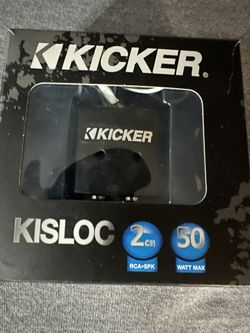 KICKER®
KICKER
KISLOC
2CH
50
RCA•SPK
WATT MAX